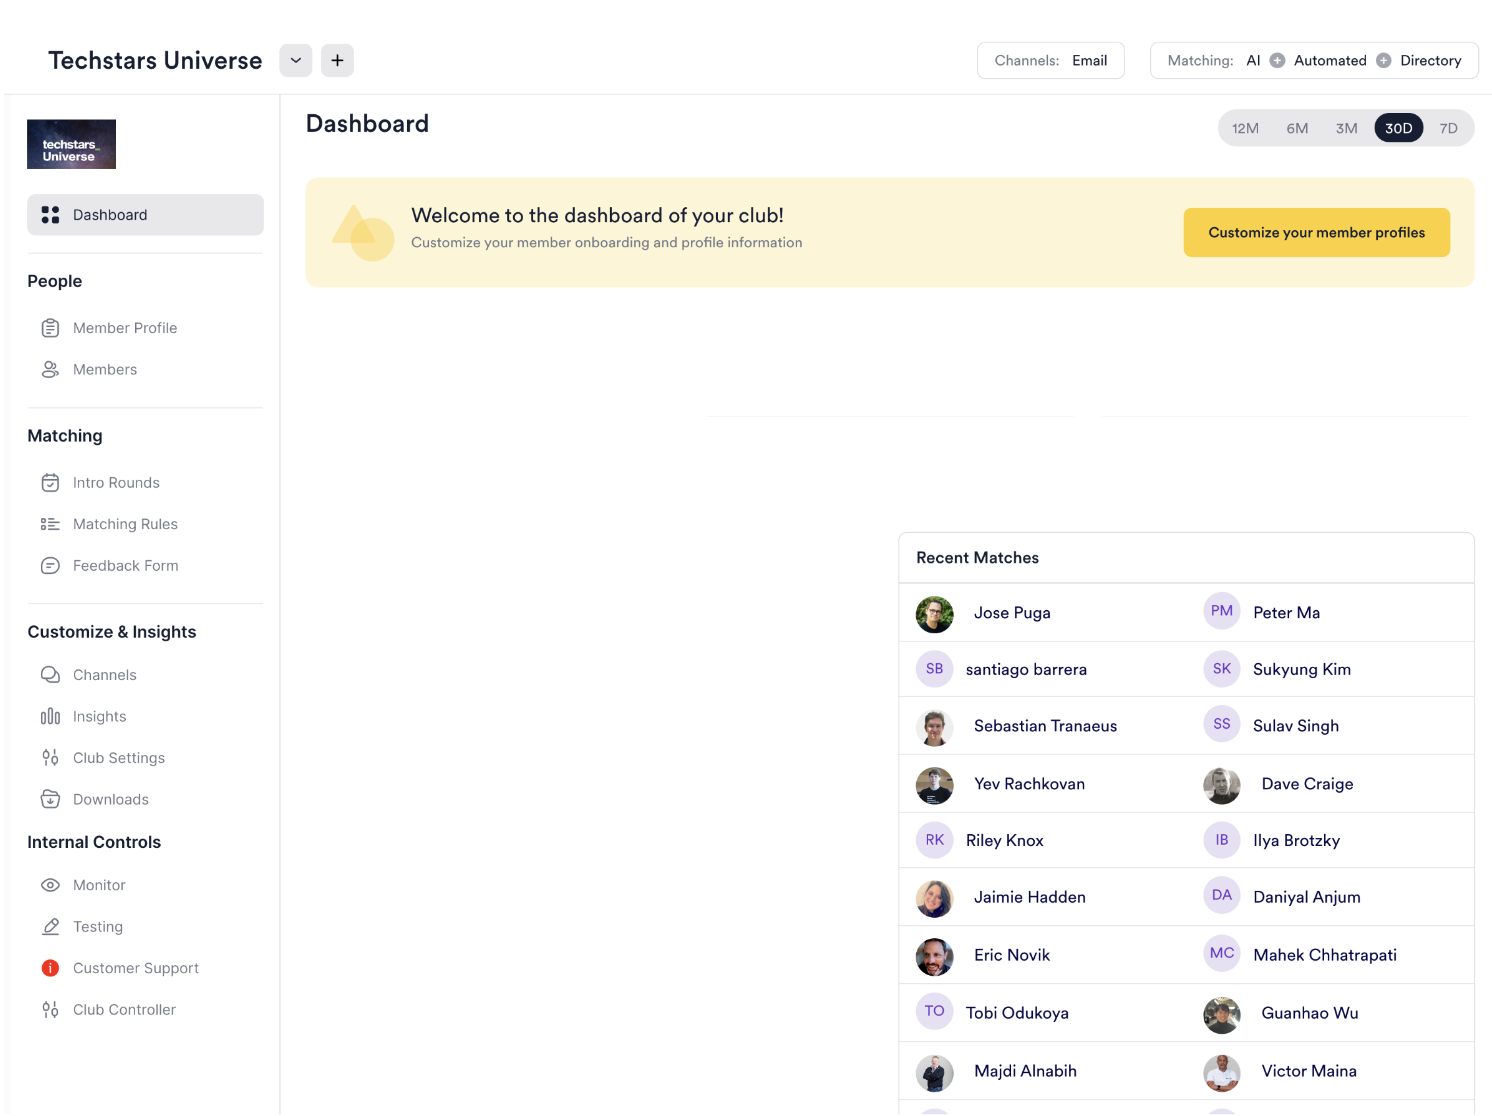 Techstars Universe
Channels: Email
Matching: AI Automated Directory
techstars_
Universe
Dashboard
People
Member Profile
Members
Matching
Intro Rounds
Matching Rules
Feedback Form
Customize & Insights
Channels
Insights
Club Settings
Downloads
Internal Controls
Monitor
Testing
Customer Support
Club Controller
Dashboard
12M 6M 3M 30D 7D
Welcome to the dashboard of your club!
Customize your member onboarding and profile information
Customize your member profiles
Recent Matches
Jose Puga PM Peter Ma
SB santiago barrera SK Sukyung Kim
Sebastian Tranaeus SS Sulav Singh
Yev Rachkovan Dave Craige
RK Riley Knox IB Ilya Brotzky
Jaimie Hadden DA Daniyal Anjum
Eric Novik MC Mahek Chhatrapati
TO Tobi Odukoya Guanhao Wu
Majdi Alnabih Victor Maina